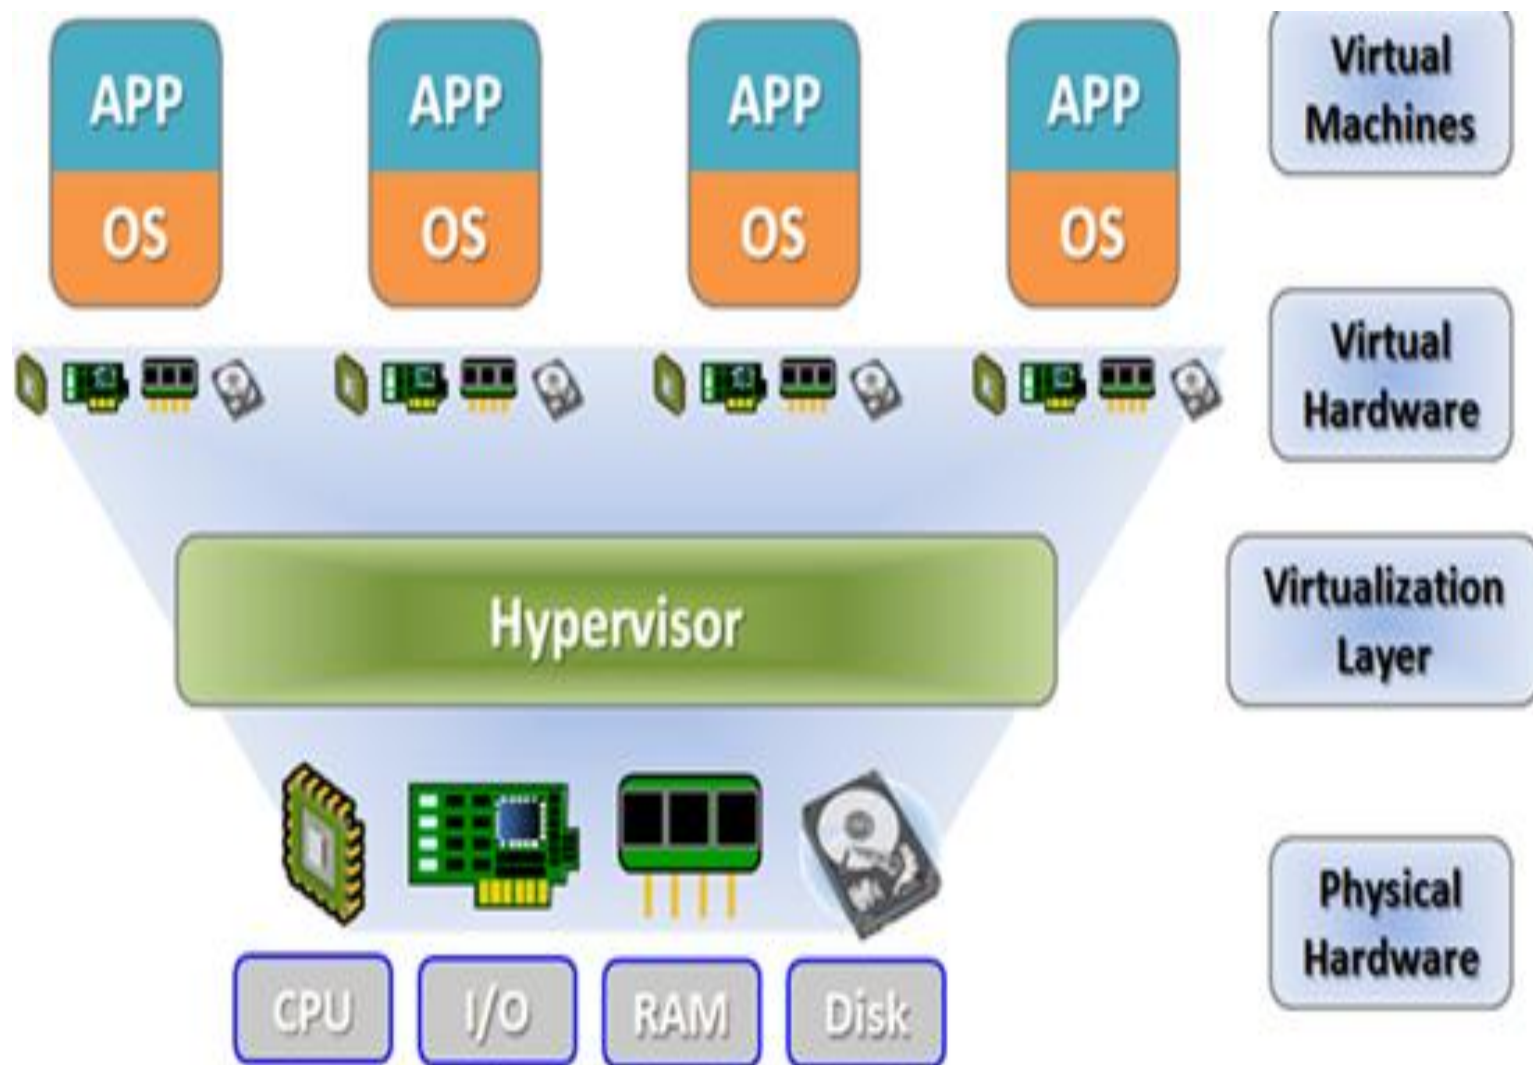 APP
OS
APP
OS
APP
OS
APP
OS
Virtual
Machines
Virtual
Hardware
Hypervisor
Virtualization
Layer
Physical
Hardware
CPU
I/O
RAM
Disk